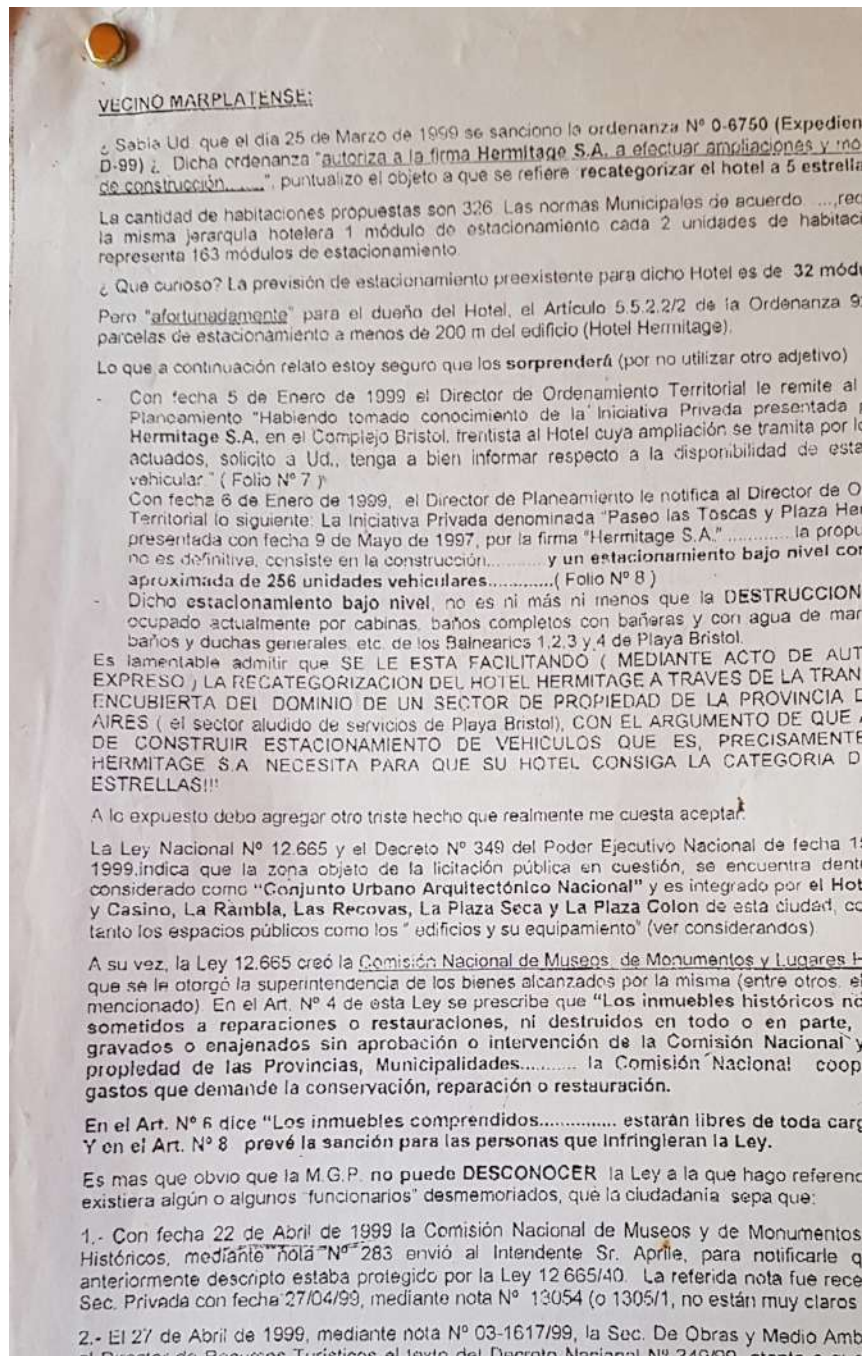 VECINO MARPLATENSE:
¿ Sabia Ud. que el día 25 de Marzo de 1999 se sanciono la ordenanza Nº 0-6750 (Expedien
D-99) ¿ Dicha ordenanza "autoriza a la firma Hermitage S.A. a efectuar ampliaciones y mo
de construcción.......", puntualizo el objeto a que se refiere recategorizar el hotel a 5 estrella
La cantidad de habitaciones propuestas son 326. Las normas Municipales de acuerdo ....,req
la misma jerarquía hotelera 1 módulo de estacionamiento cada 2 unidades de habitaci
representa 163 módulos de estacionamiento.
¿ Que curioso? La previsión de estacionamiento preexistente para dicho Hotel es de 32 módu
Pero "afortunadamente" para el dueño del Hotel, el Artículo 5.5.2.2/2 de la Ordenanza 9
parcelas de estacionamiento a menos de 200 m del edificio (Hotel Hermitage).
Lo que a continuación relato estoy seguro que los sorprenderá (por no utilizar otro adjetivo)
- Con fecha 5 de Enero de 1999 el Director de Ordenamiento Territorial le remite al
Planeamiento "Habiendo tomado conocimiento de la Iniciativa Privada presentada p
Hermitage S.A, en el Complejo Bristol, frentista al Hotel cuya ampliación se tramita por lo
actuados, solicito a Ud., tenga a bien informar respecto a la disponibilidad de esta
vehicular " ( Folio Nº 7 )
Con fecha 6 de Enero de 1999, el Director de Planeamiento le notifica al Director de O
Territorial lo siguiente: La Iniciativa Privada denominada "Paseo las Toscas y Plaza Her
presentada con fecha 9 de Mayo de 1997, por la firma "Hermitage S.A." ............ la propu
no es definitiva, consiste en la construcción.......... y un estacionamiento bajo nivel con
aproximada de 256 unidades vehiculares............( Folio Nº 8 )
- Dicho estacionamiento bajo nivel, no es ni más ni menos que la DESTRUCCION
ocupado actualmente por cabinas, baños completos con bañeras y con agua de mar
baños y duchas generales, etc. de los Balnearios 1,2,3 y 4 de Playa Bristol.
Es lamentable admitir que SE LE ESTA FACILITANDO ( MEDIANTE ACTO DE AUT
EXPRESO ) LA RECATEGORIZACION DEL HOTEL HERMITAGE A TRAVES DE LA TRAN
ENCUBIERTA DEL DOMINIO DE UN SECTOR DE PROPIEDAD DE LA PROVINCIA D
AIRES ( el sector aludido de servicios de Playa Bristol), CON EL ARGUMENTO DE QUE A
DE CONSTRUIR ESTACIONAMIENTO DE VEHICULOS QUE ES, PRECISAMENTE
HERMITAGE S.A NECESITA PARA QUE SU HOTEL CONSIGA LA CATEGORIA D
ESTRELLAS!!!
A lo expuesto debo agregar otro triste hecho que realmente me cuesta aceptar.
La Ley Nacional Nº 12.665 y el Decreto Nº 349 del Poder Ejecutivo Nacional de fecha 1
1999.indica que la zona objeto de la licitación pública en cuestión, se encuentra dent
considerado como "Conjunto Urbano Arquitectónico Nacional" y es integrado por el Hot
y Casino, La Rambla, Las Recovas, La Plaza Seca y La Plaza Colon de esta ciudad, co
tanto los espacios públicos como los " edificios y su equipamiento" (ver considerandos)
A su vez, la Ley 12.665 creó la Comisión Nacional de Museos, de Monumentos y Lugares H
que se le otorgó la superintendencia de los bienes alcanzados por la misma (entre otros, el
mencionado). En el Art. Nº 4 de esta Ley se prescribe que "Los inmuebles históricos no
sometidos a reparaciones o restauraciones, ni destruidos en todo o en parte,
gravados o enajenados sin aprobación o intervención de la Comisión Nacional y
propiedad de las Provincias, Municipalidades.......... la Comisión Nacional coop
gastos que demande la conservación, reparación o restauración.
En el Art. Nº 6 dice "Los inmuebles comprendidos............... estarán libres de toda carg
Y en el Art. Nº 8 prevé la sanción para las personas que infringieran la Ley.
Es mas que obvio que la M.G.P. no puede DESCONOCER la Ley a la que hago referenc
existiera algún o algunos "funcionarios" desmemoriados, que la ciudadanía sepa que:
1.- Con fecha 22 de Abril de 1999 la Comisión Nacional de Museos y de Monumentos
Históricos, mediante nota Nº 283 envió al Intendente Sr. Aprile, para notificarle q
anteriormente descripto estaba protegido por la Ley 12.665/40. La referida nota fue rece
Sec. Privada con fecha 27/04/99, mediante nota Nº 13054 (o 1305/1, no están muy claros
2.- El 27 de Abril de 1999, mediante nota Nº 03-1617/99, la Sec. De Obras y Medio Amb
al Director de Recursos Turísticos el texto del Decreto Nacional Nº 349/99